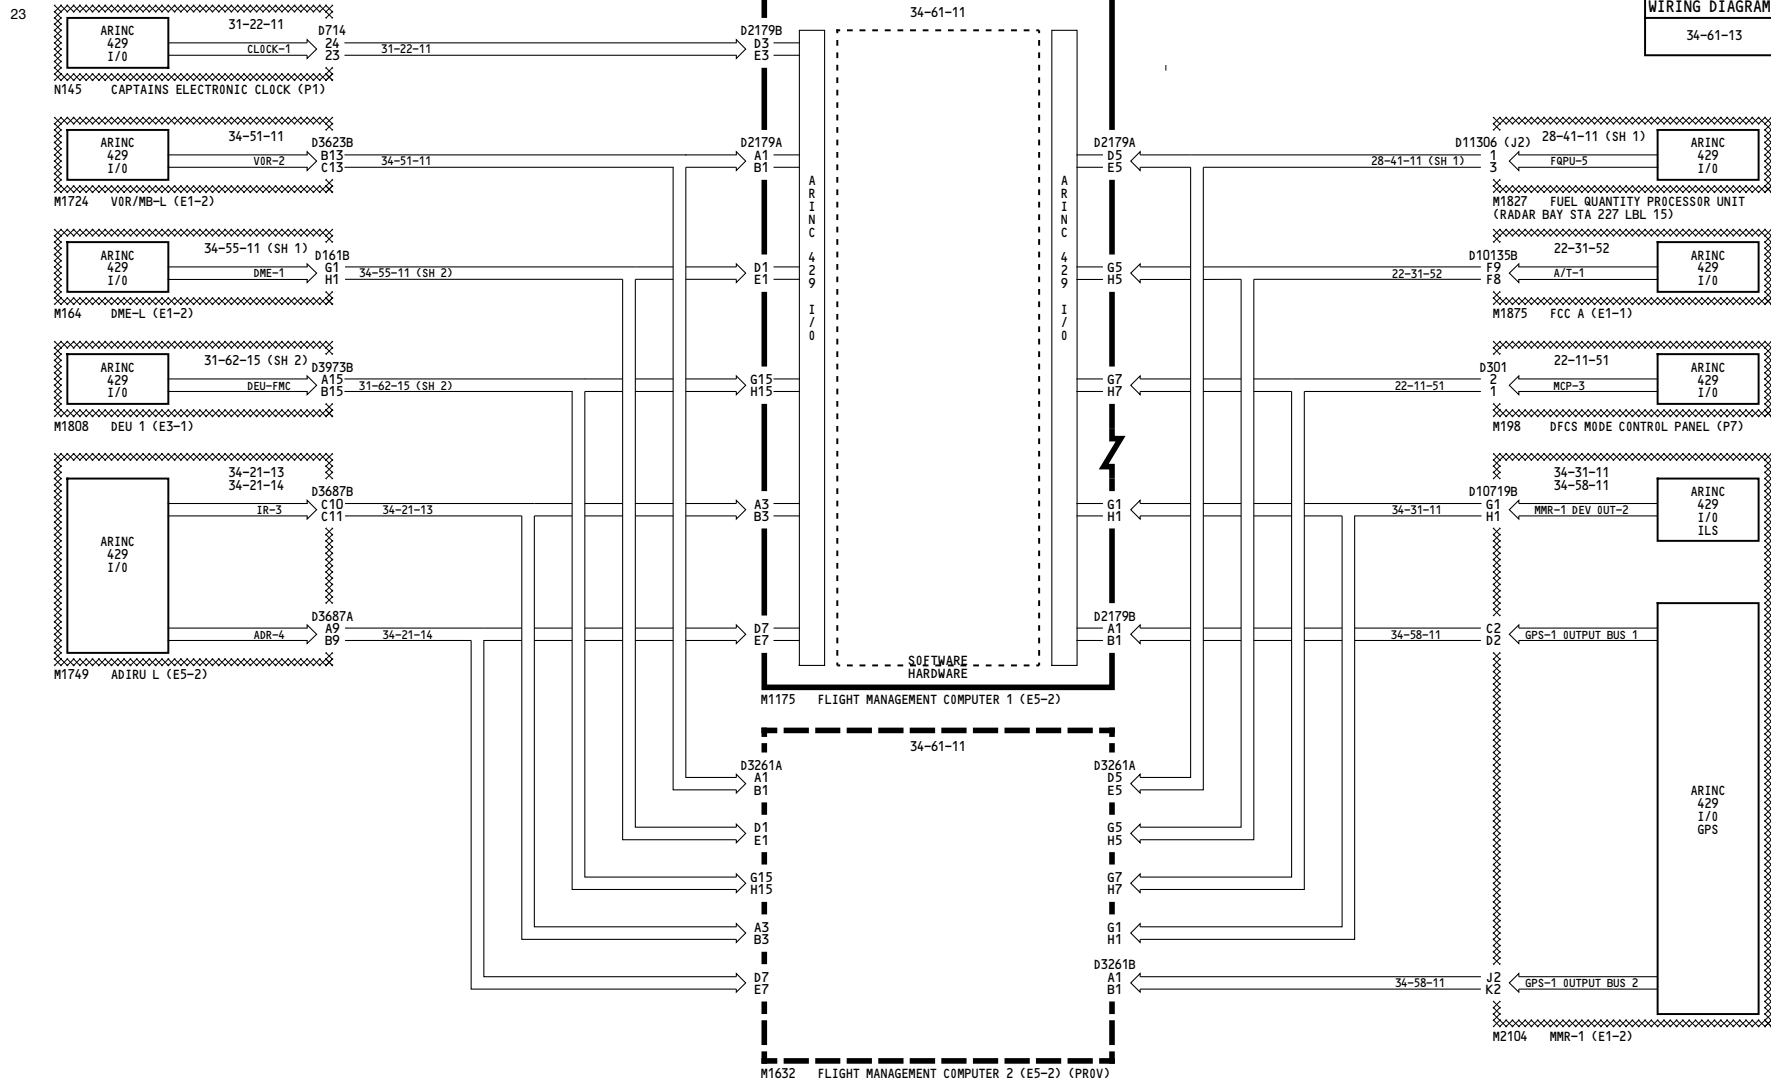 23
34-61-11
WIRING DIAGRAM
34-61-13
ARINC
429
I/O
31-22-11
CLOCK-1
D714
24
23
31-22-11
N145 CAPTAINS ELECTRONIC CLOCK (P1)
D2179B
D3
E3
ARINC
429
I/O
34-51-11
VOR-2
D3623B
B13
C13
34-51-11
M1724 VOR/MB-L (E1-2)
D2179A
A1
B1
ARINC
429
I/O
34-55-11 (SH 1)
DME-1
D161B
G1
H1
34-55-11 (SH 2)
M164 DME-L (E1-2)
D1
E1
ARINC
429
I/O
31-62-15 (SH 2)
DEU-FMC
D3973B
A15
B15
31-62-15 (SH 2)
M1808 DEU 1 (E3-1)
G15
H15
ARINC
429
I/O
34-21-13
34-21-14
IR-3
D3687B
C10
C11
34-21-13
A3
B3
ADR-4
D3687A
A9
B9
34-21-14
M1749 ADIRU L (E5-2)
D7
E7
ARINC 429 I/O
SOFTWARE
HARDWARE
ARINC 429 I/O
M1175 FLIGHT MANAGEMENT COMPUTER 1 (E5-2)
D2179A
D5
E5
28-41-11 (SH 1)
D11306 (J2)
1
3
28-41-11 (SH 1)
FQPU-5
ARINC
429
I/O
M1827 FUEL QUANTITY PROCESSOR UNIT
(RADAR BAY STA 227 LBL 15)
G5
H5
22-31-52
D10135B
F9
F8
22-31-52
A/T-1
ARINC
429
I/O
M1875 FCC A (E1-1)
G7
H7
22-11-51
D301
2
1
22-11-51
MCP-3
ARINC
429
I/O
M198 DFCS MODE CONTROL PANEL (P7)
G1
H1
34-31-11
D10719B
G1
H1
34-31-11
34-58-11
MMR-1 DEV OUT-2
ARINC
429
I/O
ILS
D2179B
A1
B1
34-58-11
C2
D2
GPS-1 OUTPUT BUS 1
ARINC
429
I/O
GPS
34-61-11
D3261A
A1
B1
D1
E1
G15
H15
A3
B3
D7
E7
D3261A
D5
E5
G5
H5
G7
H7
G1
H1
D3261B
A1
B1
34-58-11
J2
K2
GPS-1 OUTPUT BUS 2
M2104 MMR-1 (E1-2)
M1632 FLIGHT MANAGEMENT COMPUTER 2 (E5-2) (PROV)